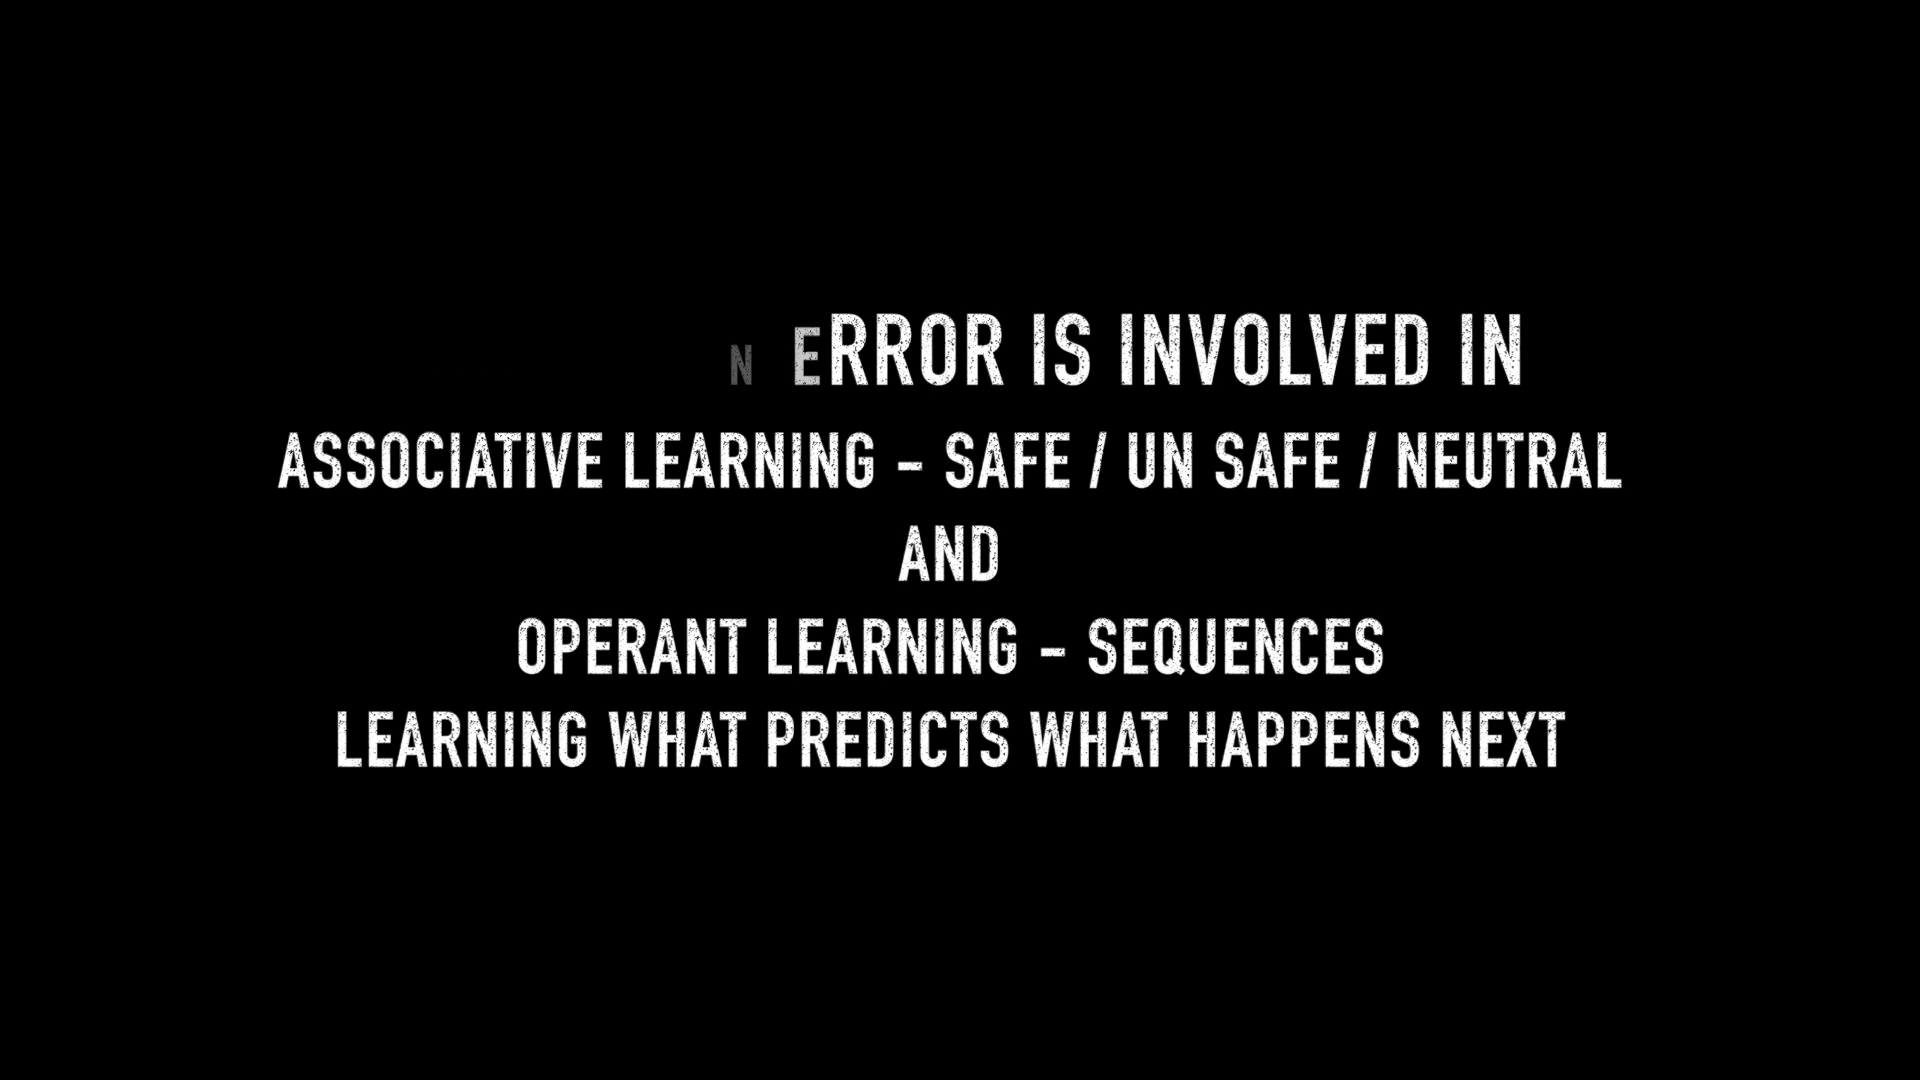 N ERROR IS INVOLVED IN
ASSOCIATIVE LEARNING - SAFE / UN SAFE / NEUTRAL
AND
OPERANT LEARNING - SEQUENCES
LEARNING WHAT PREDICTS WHAT HAPPENS NEXT